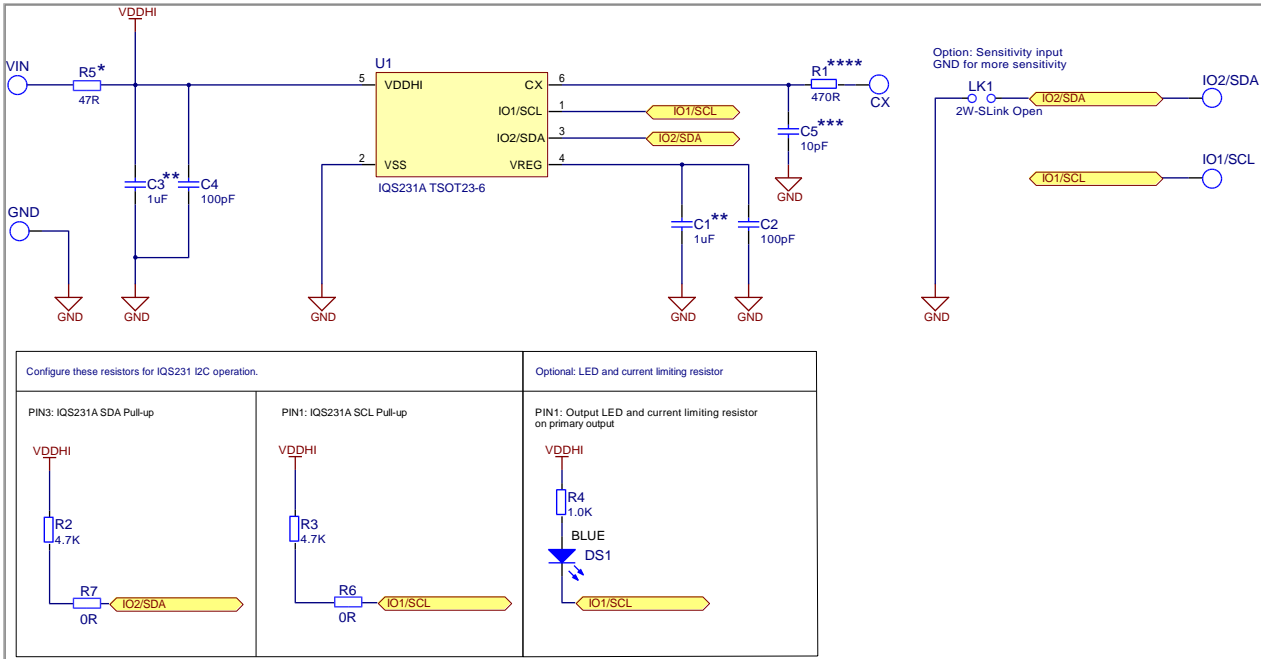 VDDHI
VIN
R5*
47R
C3**
1uF
C4
100pF
GND
GND
GND
U1
5
VDDHI
2
VSS
CX
6
IO1/SCL
1
IO2/SDA
3
VREG
4
IQS231A TSOT23-6
GND
IO1/SCL
IO2/SDA
R1****
470R
CX
C5***
10pF
GND
C1**
1uF
C2
100pF
GND
GND
Option: Sensitivity input
GND for more sensitivity
LK1
2W-SLink Open
IO2/SDA
IO2/SDA
IO1/SCL
IO1/SCL
GND
Configure these resistors for IQS231 I2C operation.
Optional: LED and current limiting resistor
PIN3: IQS231A SDA Pull-up
VDDHI
R2
4.7K
R7
0R
IO2/SDA
PIN1: IQS231A SCL Pull-up
VDDHI
R3
4.7K
R6
0R
IO1/SCL
PIN1: Output LED and current limiting resistor
on primary output
VDDHI
R4
1.0K
BLUE
DS1
IO1/SCL